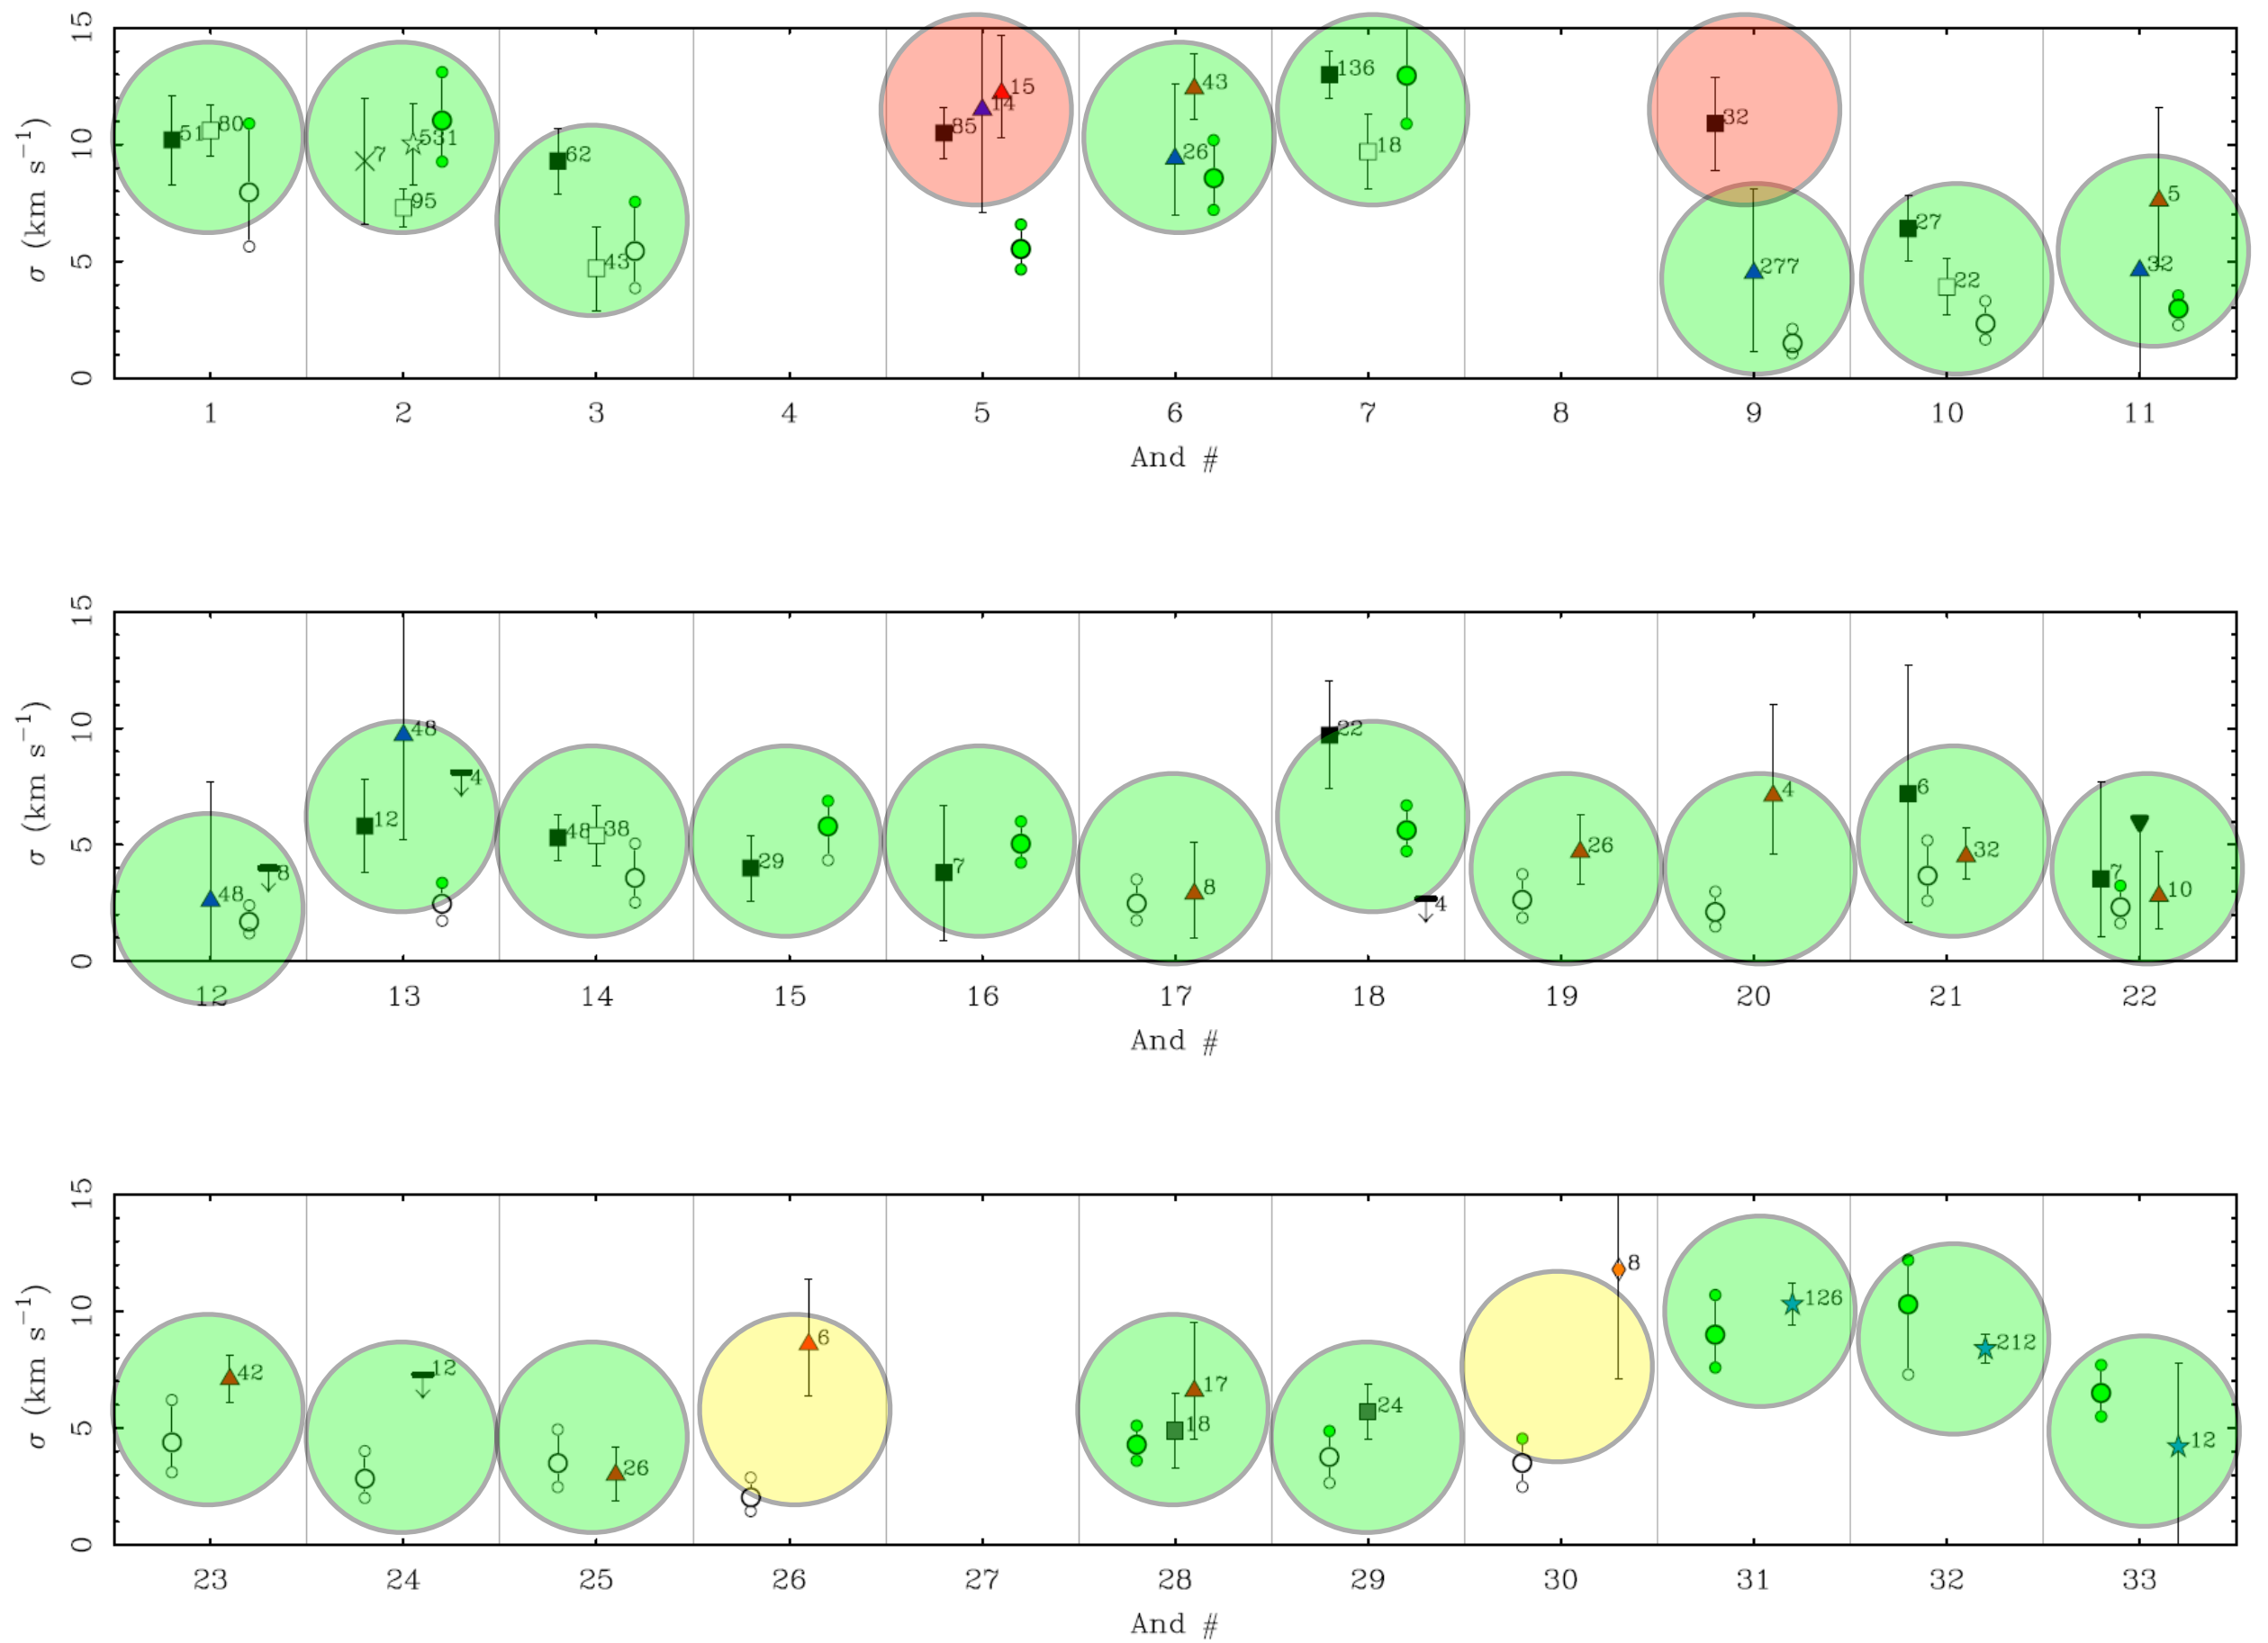 15
10
5
0
σ (km s⁻¹)
51 80 7 531 95 62 43 85 14 15 26 43 136 18 32 277 27 22 32 5
1 2 3 4 5 6 7 8 9 10 11
And #
15
10
5
0
σ (km s⁻¹)
48 8 12 48 4 48 38 29 7 8 22 4 26 4 6 32 7 10
12 13 14 15 16 17 18 19 20 21 22
And #
15
10
5
0
σ (km s⁻¹)
42 12 26 6 18 17 24 8 126 212 12
23 24 25 26 27 28 29 30 31 32 33
And #